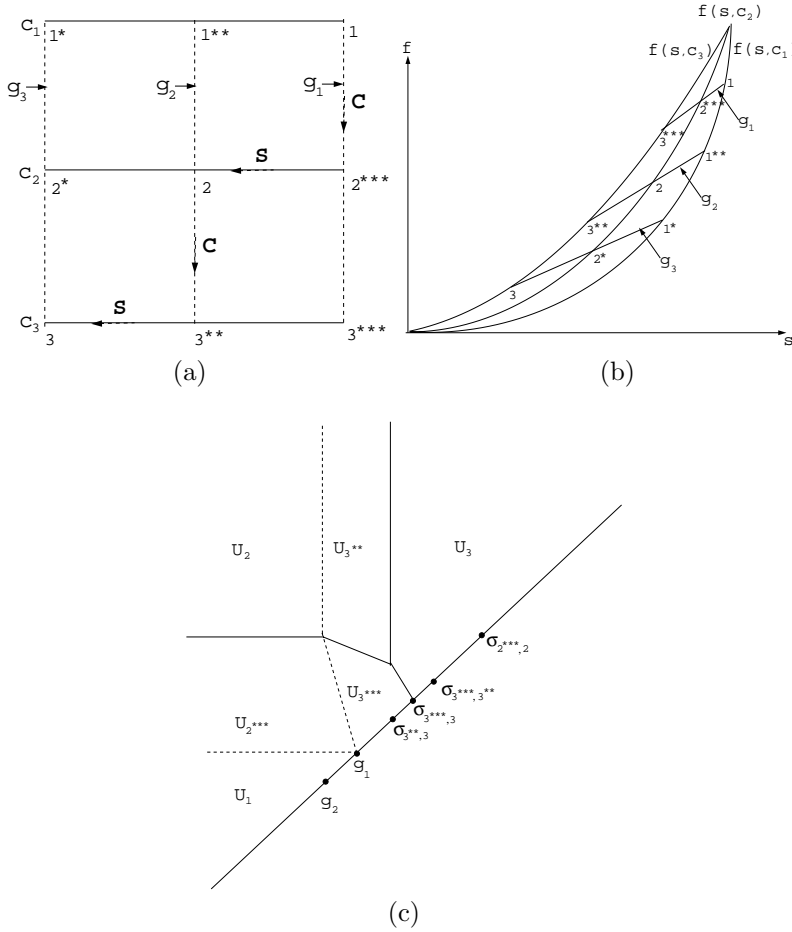 C₁ 1* 1** 1
g₃ g₂ g₁ C
S
C₂ 2* 2 2***
C
S
C₃ 3 3** 3***
(a)
f(s,c₂)
f f(s,c₃) f(s,c₁)
1
2***
g₁
3***
1**
2
g₂
3** 1*
2* g₃
3
s
(b)
U₂ U₃** U₃
σ₂***,₂
U₃*** σ₃***,₃**
U₂*** σ₃***,₃
σ₃**,₃
g₁
U₁ g₂
(c)